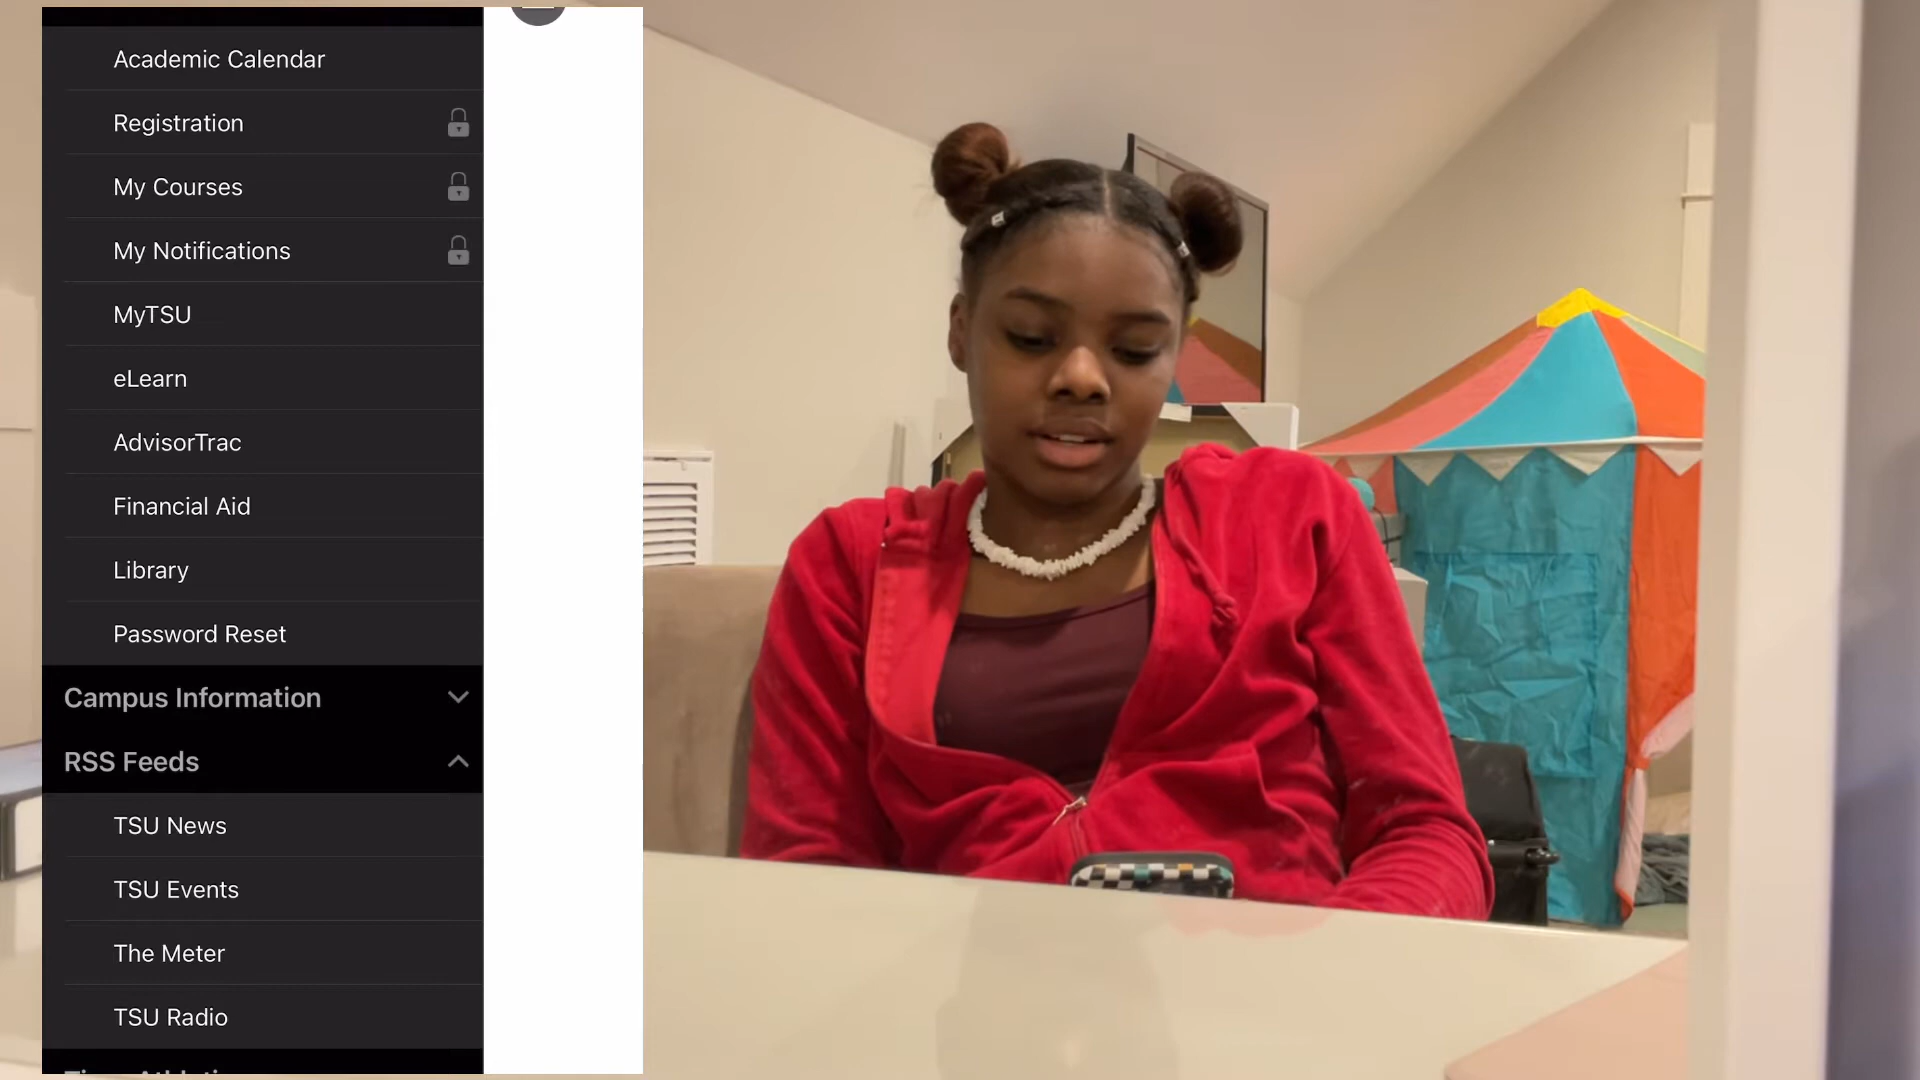 Academic Calendar
Registration
My Courses
My Notifications
MyTSU
eLearn
AdvisorTrac
Financial Aid
Library
Password Reset
Campus Information
RSS Feeds
TSU News
TSU Events
The Meter
TSU Radio